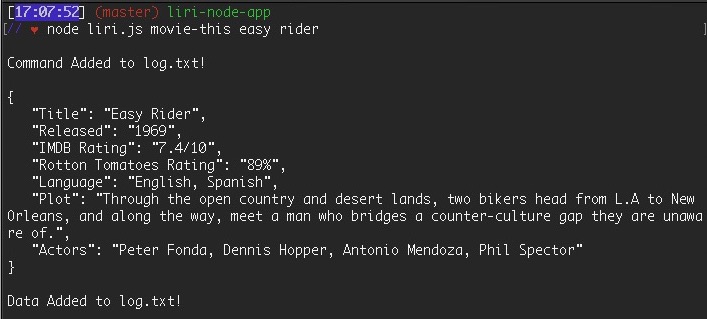 [17:07:52] (master) liri-node-app
[// ♥ node liri.js movie-this easy rider ]
Command Added to log.txt!
{
"Title": "Easy Rider",
"Released": "1969",
"IMDB Rating": "7.4/10",
"Rotton Tomatoes Rating": "89%",
"Language": "English, Spanish",
"Plot": "Through the open country and desert lands, two bikers head from L.A to New
Orleans, and along the way, meet a man who bridges a counter-culture gap they are unawa
re of.",
"Actors": "Peter Fonda, Dennis Hopper, Antonio Mendoza, Phil Spector"
}
Data Added to log.txt!